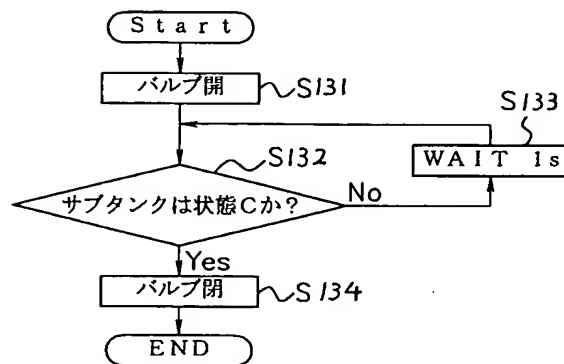 Start
バルブ開
S131
S133
WAIT 1s
S132
サブタンクは状態Cか?
No
Yes
バルブ閉
S134
END